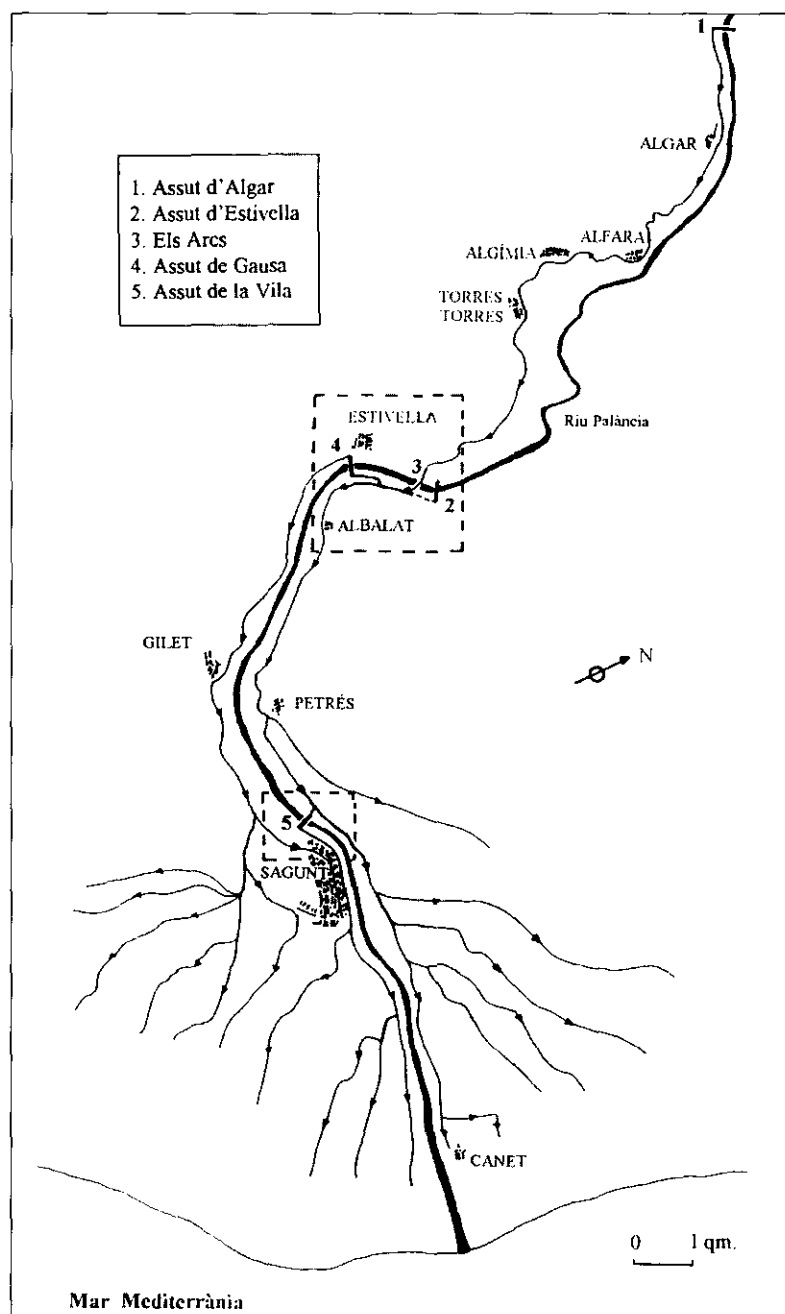 1
ALGAR
1. Assut d'Algar
2. Assut d'Estivella
3. Els Arcs
4. Assut de Gausa
5. Assut de la Vila
ALFARA
ALGÍMIA
TORRES
TORRES
ESTIVELLA
Riu Palància
4
3
2
ALBALAT
GILET
N
PETRÉS
5
SAGUNT
CANET
0 1 qm.
Mar Mediterrània